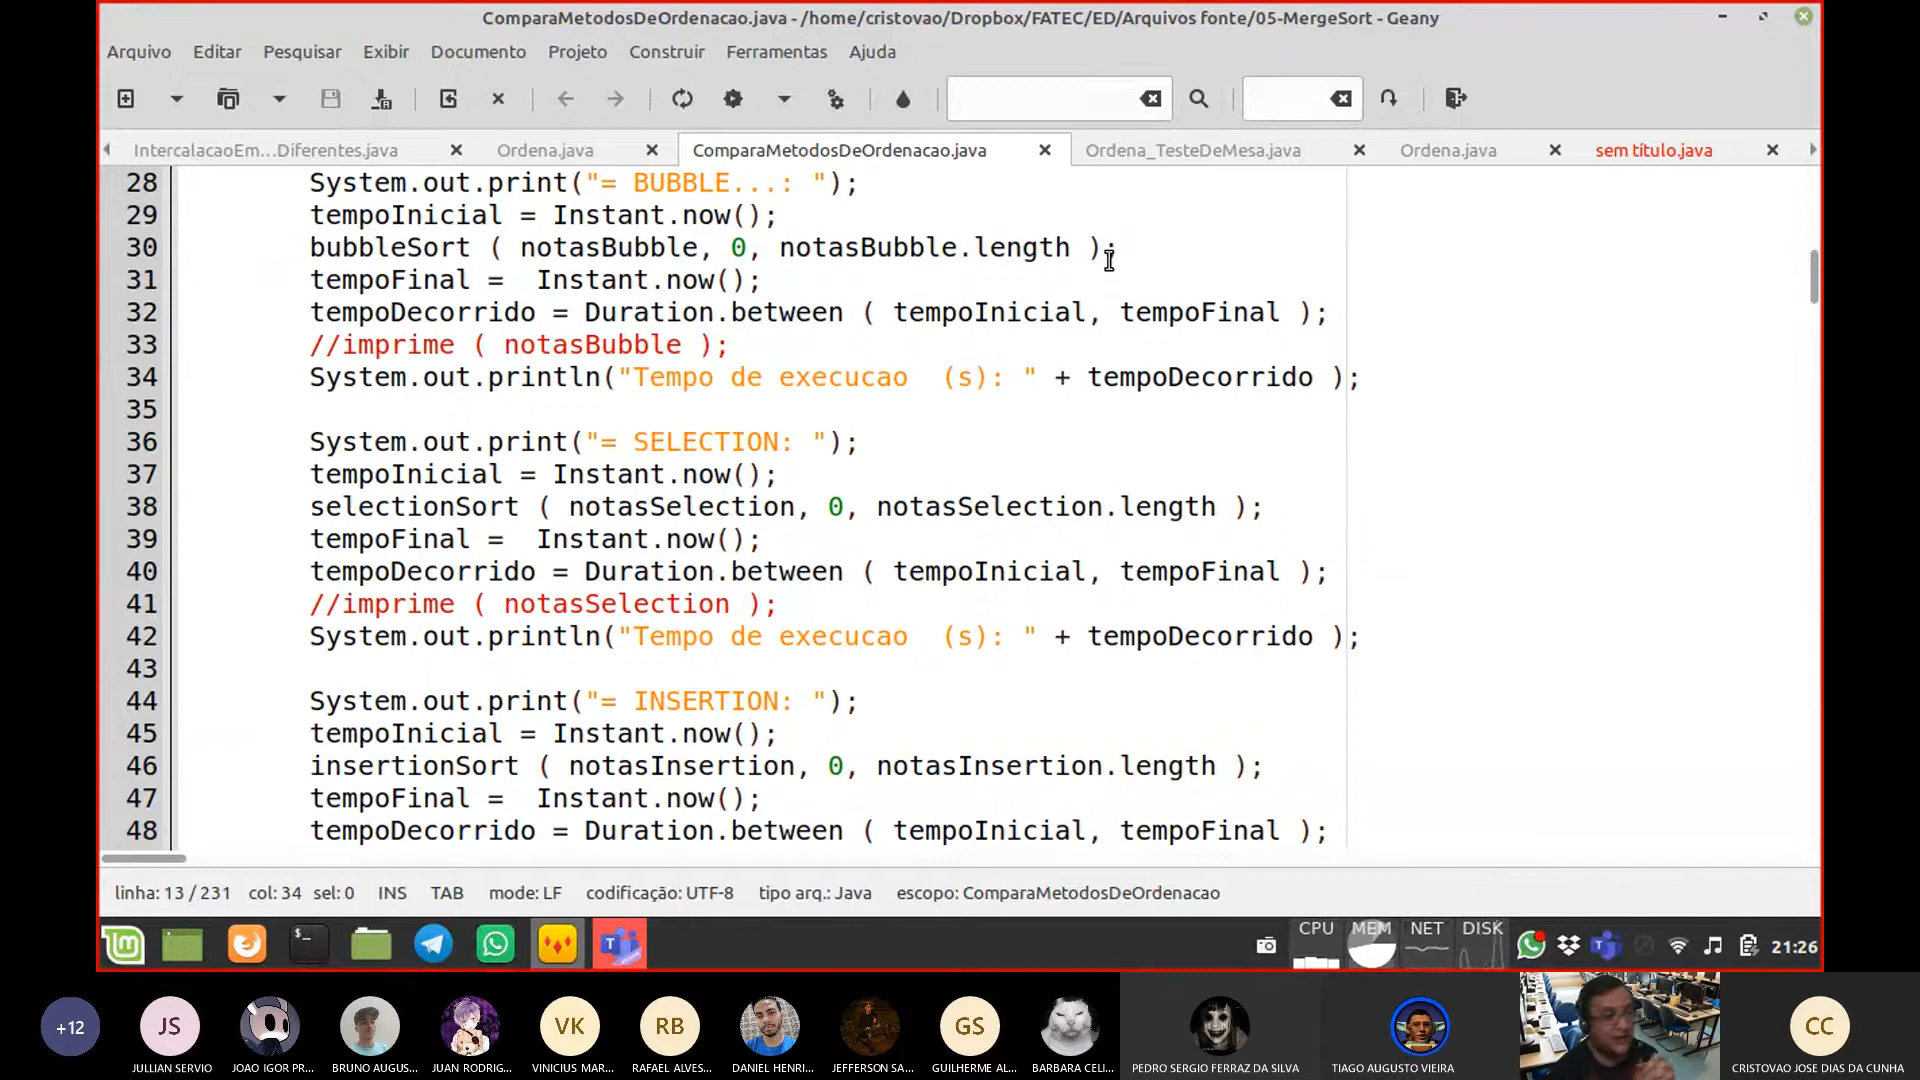 ComparaMetodosDeOrdenacao.java - /home/cristovao/Dropbox/FATEC/ED/Arquivos fonte/05-MergeSort - Geany
Arquivo Editar Pesquisar Exibir Documento Projeto Construir Ferramentas Ajuda
IntercalacaoEm...Diferentes.java Ordena.java ComparaMetodosDeOrdenacao.java Ordena_TesteDeMesa.java Ordena.java sem título.java
28 System.out.print("= BUBBLE...: ");
29 tempoInicial = Instant.now();
30 bubbleSort ( notasBubble, 0, notasBubble.length );
31 tempoFinal =  Instant.now();
32 tempoDecorrido = Duration.between ( tempoInicial, tempoFinal );
33 //imprime ( notasBubble );
34 System.out.println("Tempo de execucao  (s): " + tempoDecorrido );
35
36 System.out.print("= SELECTION: ");
37 tempoInicial = Instant.now();
38 selectionSort ( notasSelection, 0, notasSelection.length );
39 tempoFinal =  Instant.now();
40 tempoDecorrido = Duration.between ( tempoInicial, tempoFinal );
41 //imprime ( notasSelection );
42 System.out.println("Tempo de execucao  (s): " + tempoDecorrido );
43
44 System.out.print("= INSERTION: ");
45 tempoInicial = Instant.now();
46 insertionSort ( notasInsertion, 0, notasInsertion.length );
47 tempoFinal =  Instant.now();
48 tempoDecorrido = Duration.between ( tempoInicial, tempoFinal );
linha: 13 / 231 col: 34 sel: 0 INS TAB mode: LF codificação: UTF-8 tipo arq.: Java escopo: ComparaMetodosDeOrdenacao
CPU MEM NET DISK 21:26
+12 JS VK RB GS CC
JULLIAN SERVIO JOAO IGOR PR... BRUNO AUGUS... JUAN RODRIG... VINICIUS MAR... RAFAEL ALVES... DANIEL HENRI... JEFFERSON SA... GUILHERME AL... BARBARA CELI... PEDRO SERGIO FERRAZ DA SILVA TIAGO AUGUSTO VIEIRA CRISTOVAO JOSE DIAS DA CUNHA